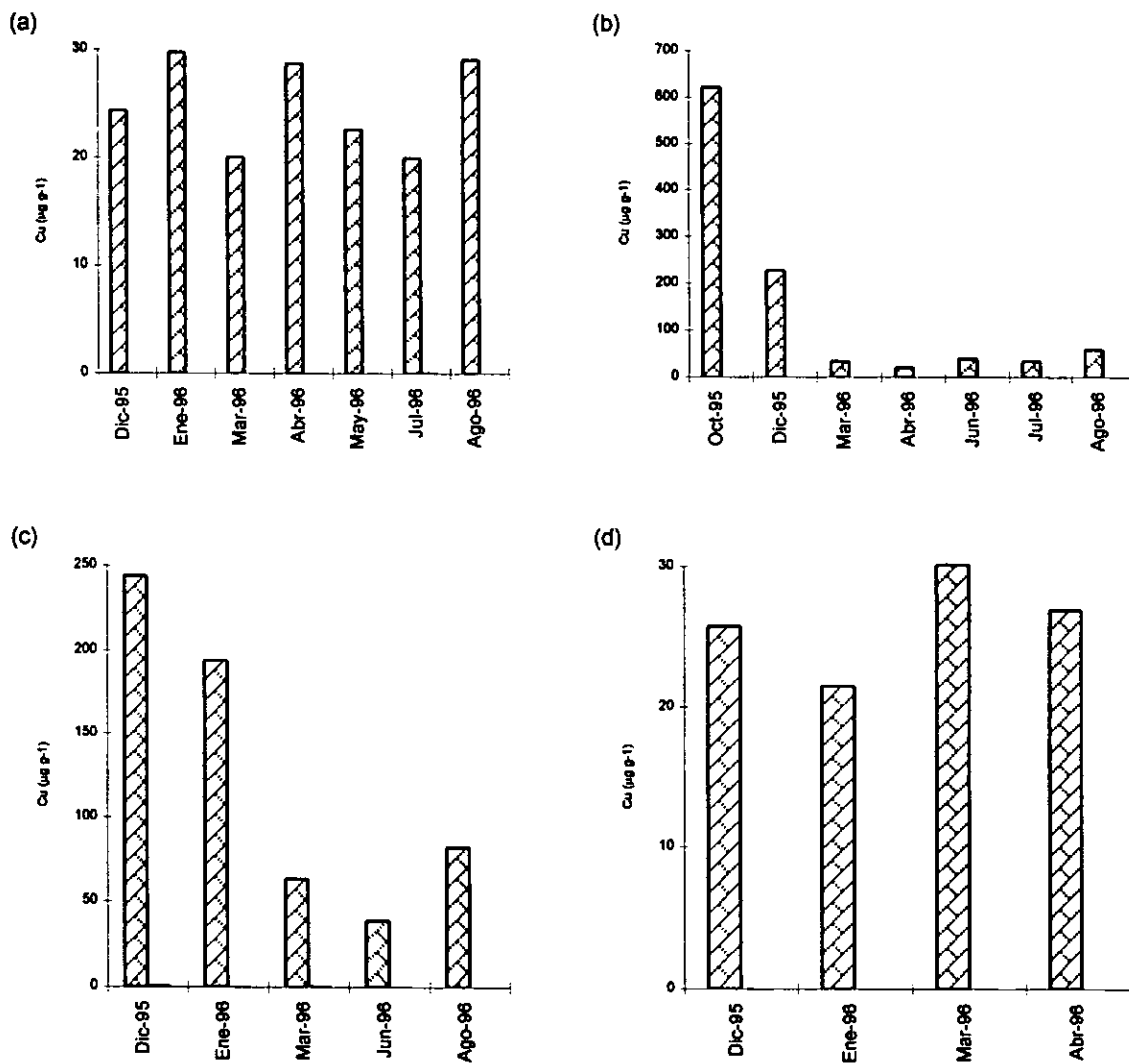 (a)
30
20
10
0
Cu (µg g-1)
Dic-95
Ene-96
Mar-96
Abr-96
May-96
Jul-96
Ago-96
(b)
700
600
500
400
300
200
100
0
Cu (µg g-1)
Oct-95
Dic-95
Mar-96
Abr-96
Jun-96
Jul-96
Ago-96
(c)
250
200
150
100
50
0
Cu (µg g-1)
Dic-95
Ene-96
Mar-96
Jun-96
Ago-96
(d)
30
20
10
0
Cu (µg g-1)
Dic-95
Ene-96
Mar-96
Abr-96